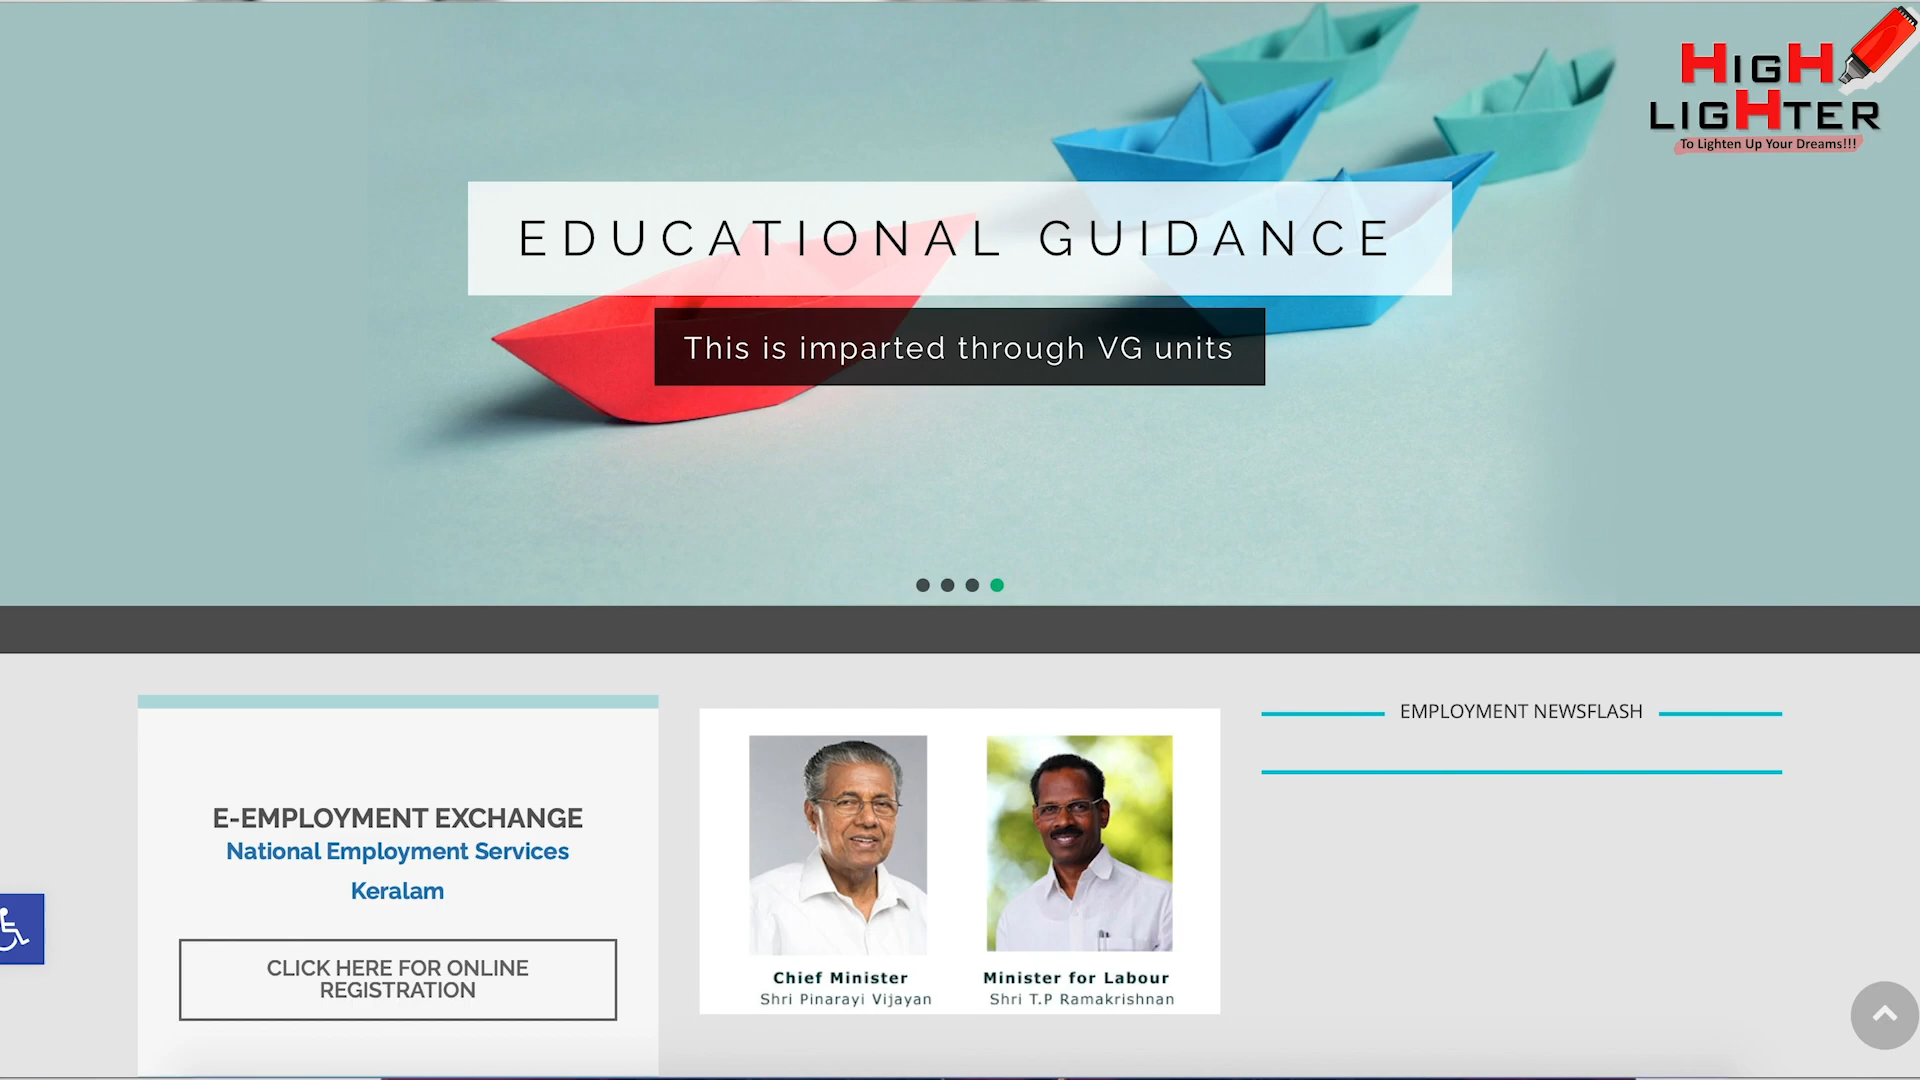 HIGH
LIGHTER
To Lighten Up Your Dreams!!!
EDUCATIONAL GUIDANCE
This is imparted through VG units
E-EMPLOYMENT EXCHANGE
National Employment Services
Keralam
CLICK HERE FOR ONLINE
REGISTRATION
Chief Minister
Shri Pinarayi Vijayan
Minister for Labour
Shri T.P Ramakrishnan
EMPLOYMENT NEWSFLASH